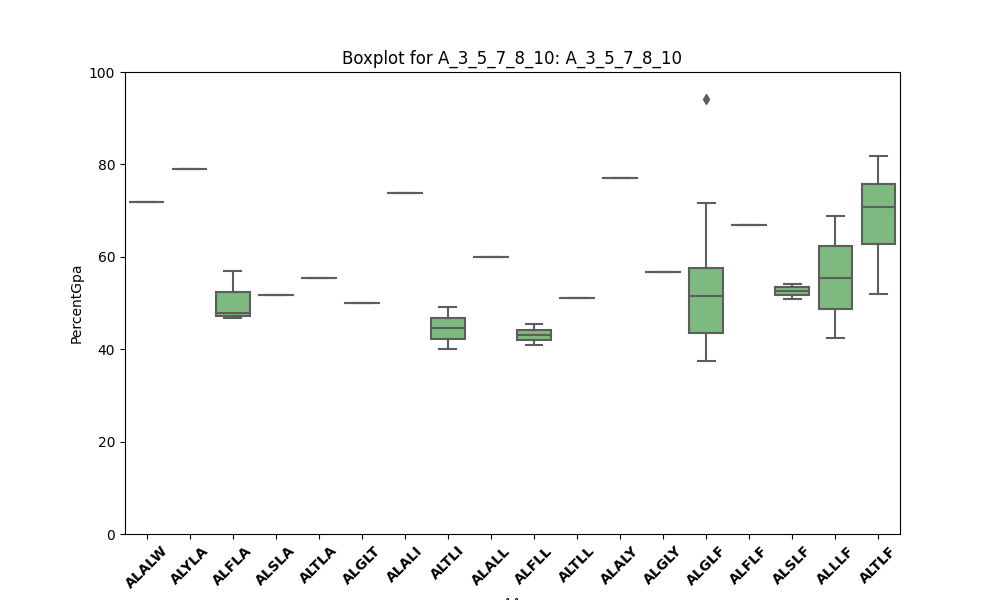 Boxplot for A_3_5_7_8_10: A_3_5_7_8_10
PercentGpa
100
80
60
40
20
0
ALALW
ALYLA
ALFLA
ALSLA
ALTLA
ALGLT
ALALI
ALTLI
ALALL
ALFLL
ALTLL
ALALY
ALGLY
ALGLF
ALFLF
ALSLF
ALLLF
ALTLF